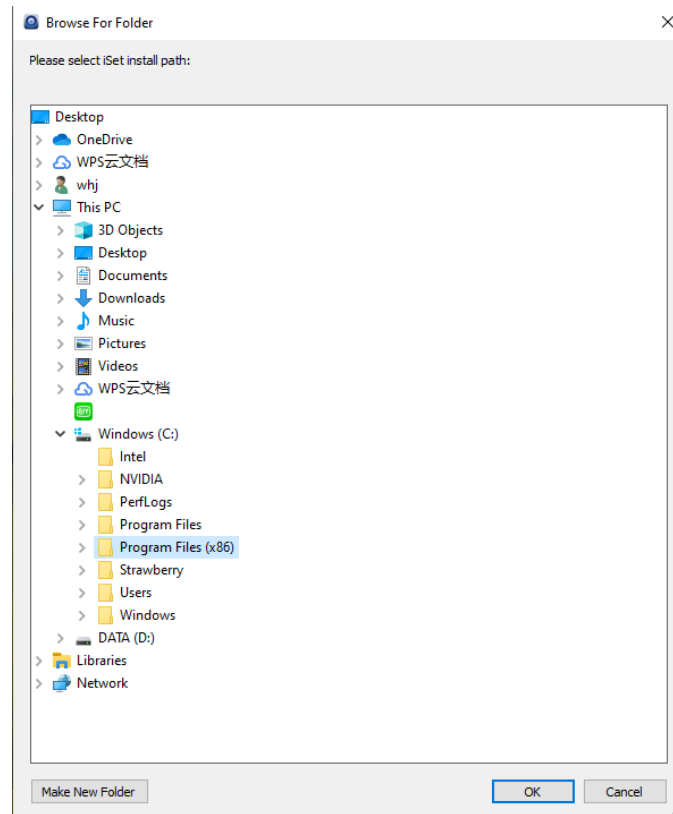 Browse For Folder
Please select iSet install path:
Desktop
OneDrive
WPS云文档
whj
This PC
3D Objects
Desktop
Documents
Downloads
Music
Pictures
Videos
WPS云文档
Windows (C:)
Intel
NVIDIA
PerfLogs
Program Files
Program Files (x86)
Strawberry
Users
Windows
DATA (D:)
Libraries
Network
Make New Folder
OK
Cancel